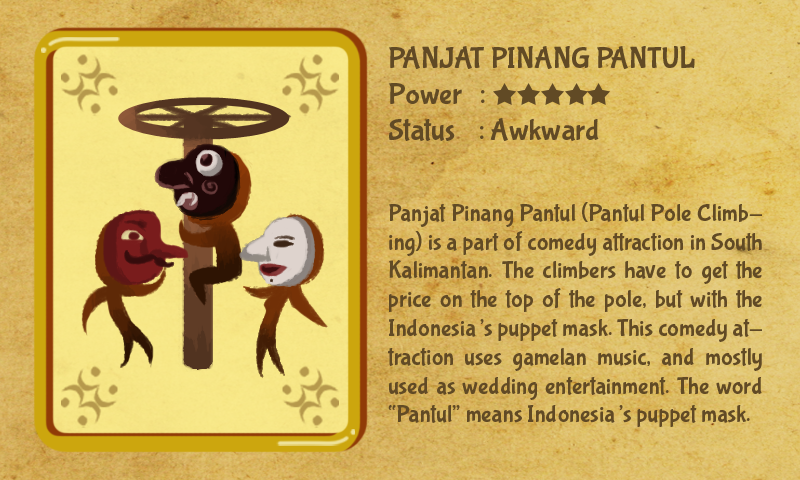 PANJAT PINANG PANTUL
Power : ★★★★★
Status : Awkward
Panjat Pinang Pantul (Pantul Pole Climb-
ing) is a part of comedy attraction in South
Kalimantan. The climbers have to get the
price on the top of the pole, but with the
Indonesia's puppet mask. This comedy at-
traction uses gamelan music, and mostly
used as wedding entertainment. The word
"Pantul" means Indonesia's puppet mask.